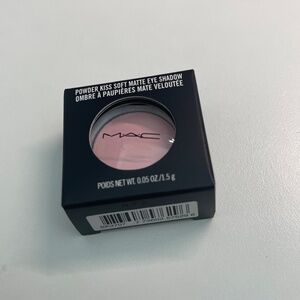 POWDER KISS SOFT MATTE EYE SHADOW
OMBRE À PAUPIÈRES MATE VELOUTÉE
MAC
POIDS NET WT. 0.05 OZ./1.5 g